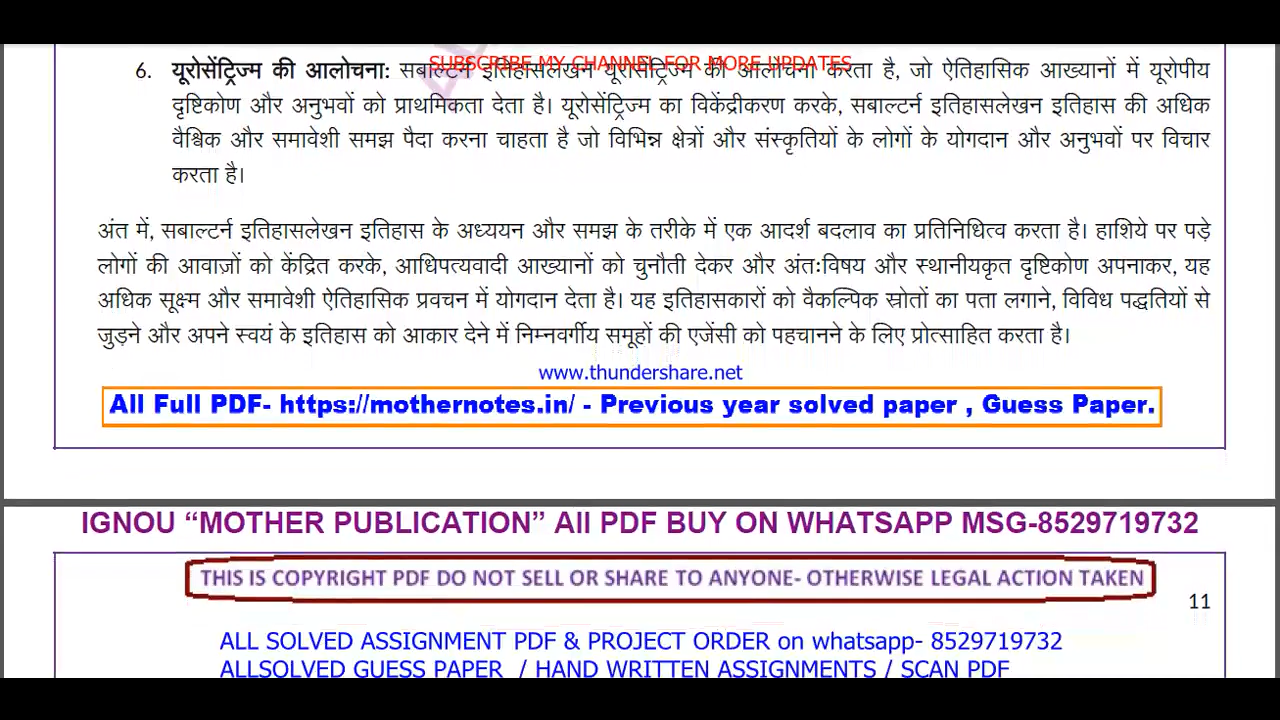 SUBSCRIBE MY CHANNEL FOR MORE UPDATES
6. यूरोसेंट्रिज्म की आलोचना: सबाल्टर्न इतिहासलेखन यूरोसेंट्रिज्म की आलोचना करता है, जो ऐतिहासिक आख्यानों में यूरोपीय
दृष्टिकोण और अनुभवों को प्राथमिकता देता है। यूरोसेंट्रिज्म का विकेंद्रीकरण करके, सबाल्टर्न इतिहासलेखन इतिहास की अधिक
वैश्विक और समावेशी समझ पैदा करना चाहता है जो विभिन्न क्षेत्रों और संस्कृतियों के लोगों के योगदान और अनुभवों पर विचार
करता है।
अंत में, सबाल्टर्न इतिहासलेखन इतिहास के अध्ययन और समझ के तरीके में एक आदर्श बदलाव का प्रतिनिधित्व करता है। हाशिये पर पड़े
लोगों की आवाज़ों को केंद्रित करके, आधिपत्यवादी आख्यानों को चुनौती देकर और अंतःविषय और स्थानीयकृत दृष्टिकोण अपनाकर, यह
अधिक सूक्ष्म और समावेशी ऐतिहासिक प्रवचन में योगदान देता है। यह इतिहासकारों को वैकल्पिक स्रोतों का पता लगाने, विविध पद्धतियों से
जुड़ने और अपने स्वयं के इतिहास को आकार देने में निम्नवर्गीय समूहों की एजेंसी को पहचानने के लिए प्रोत्साहित करता है।
www.thundershare.net
All Full PDF- https://mothernotes.in/ - Previous year solved paper , Guess Paper.
IGNOU “MOTHER PUBLICATION” All PDF BUY ON WHATSAPP MSG-8529719732
THIS IS COPYRIGHT PDF DO NOT SELL OR SHARE TO ANYONE- OTHERWISE LEGAL ACTION TAKEN
11
ALL SOLVED ASSIGNMENT PDF & PROJECT ORDER on whatsapp- 8529719732
ALLSOLVED GUESS PAPER / HAND WRITTEN ASSIGNMENTS / SCAN PDF